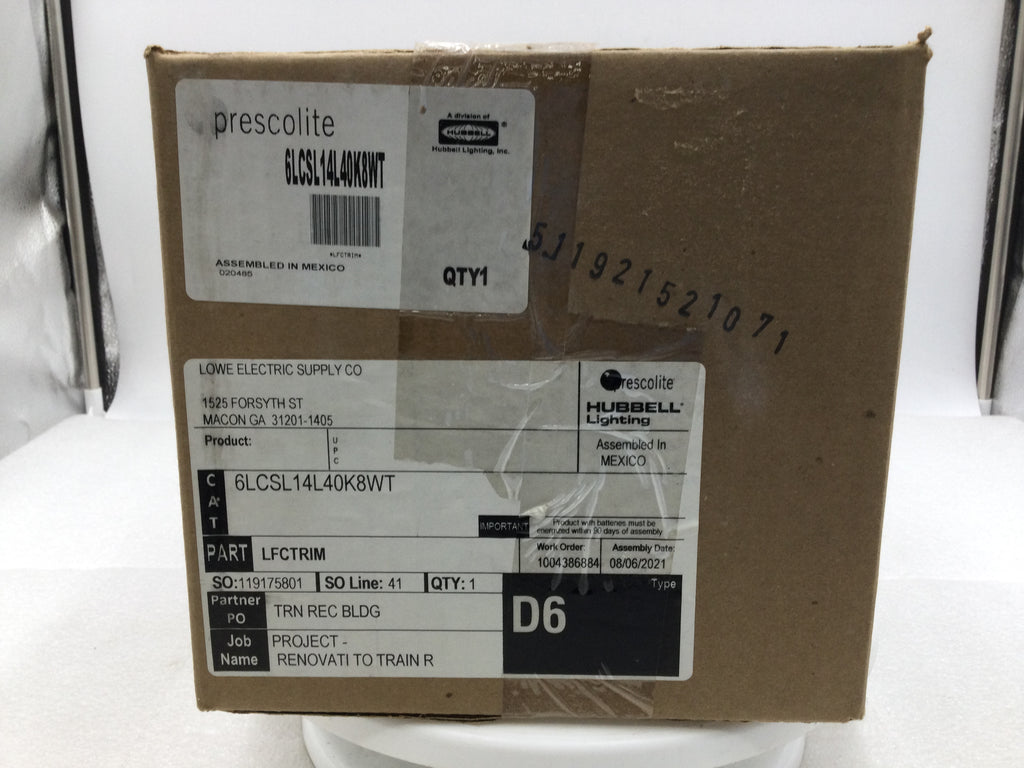 prescolite
A division of
HUBBELL ®
Hubbell Lighting, Inc.
6LCSL14L40K8WT
*LFCTRIM*
ASSEMBLED IN MEXICO
020485
QTY1
51192152107 1
LOWE ELECTRIC SUPPLY CO
1525 FORSYTH ST
MACON GA 31201-1405
prescolite
HUBBELL®
Lighting
Product:
UPC
Assembled In
MEXICO
CAT
6LCSL14L40K8WT
IMPORTANT
Product with batteries must be
energized within 90 days of assembly
PART LFCTRIM
Work Order:
1004386884
Assembly Date:
08/06/2021
SO:119175801 SO Line: 41 QTY: 1
Type
D6
Partner
PO
TRN REC BLDG
Job
Name
PROJECT -
RENOVATI TO TRAIN R